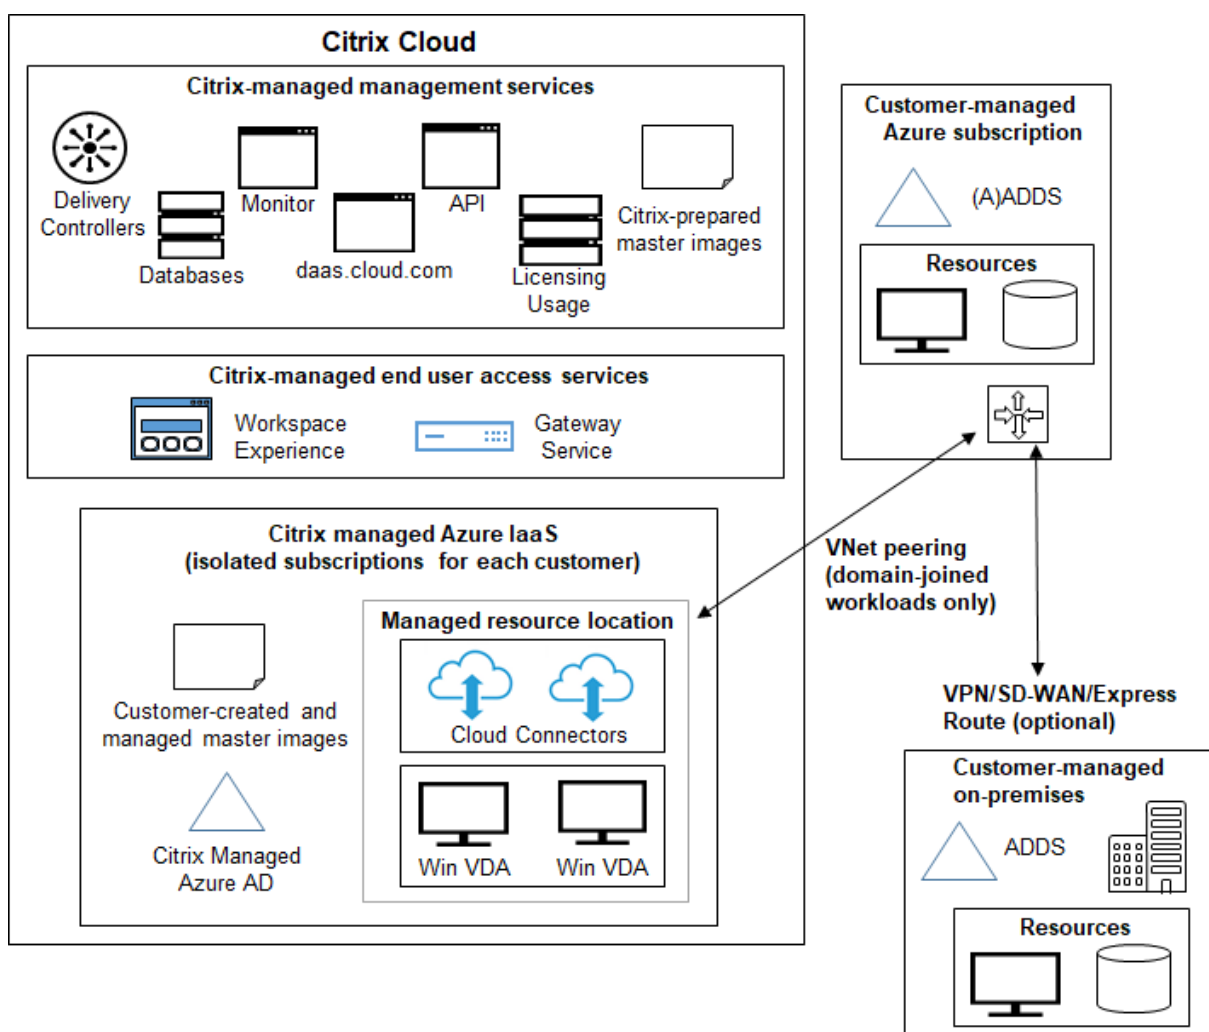 Citrix Cloud
Citrix-managed management services
Delivery
Controllers
Databases
Monitor
daas.cloud.com
API
Licensing
Usage
Citrix-prepared
master images
Citrix-managed end user access services
Workspace
Experience
Gateway
Service
Citrix managed Azure IaaS
(isolated subscriptions for each customer)
Customer-created and
managed master images
Citrix Managed
Azure AD
Managed resource location
Cloud Connectors
Win VDA
Win VDA
Customer-managed
Azure subscription
(A)ADDS
Resources
VNet peering
(domain-joined
workloads only)
VPN/SD-WAN/Express
Route (optional)
Customer-managed
on-premises
ADDS
Resources